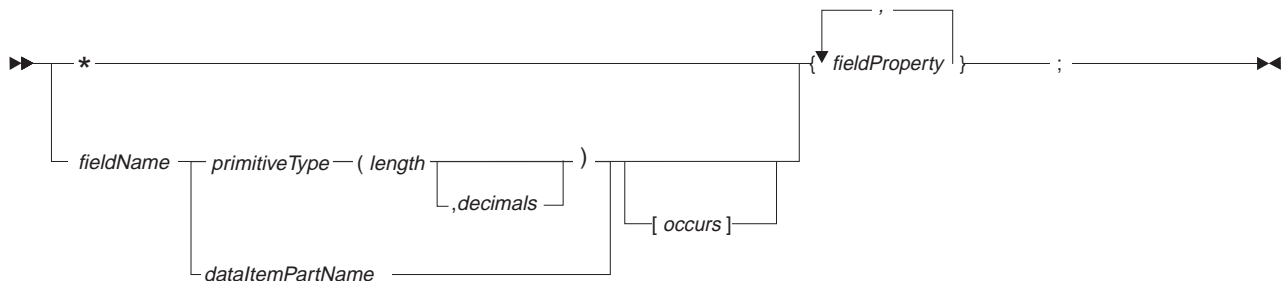 ,
* { fieldProperty } ;
fieldName primitiveType ( length )
,decimals
[ occurs ]
dataItemPartName